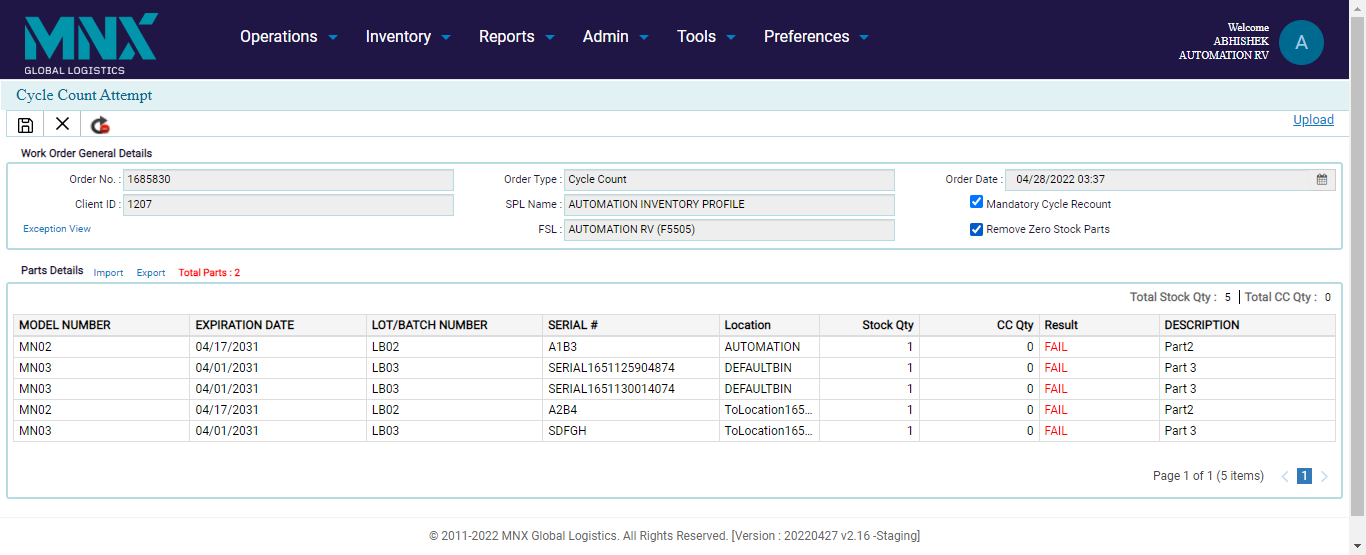 MNX
GLOBAL LOGISTICS
Operations Inventory Reports Admin Tools Preferences
Welcome
ABHISHEK
AUTOMATION RV
A
Cycle Count Attempt
Upload
Work Order General Details
Order No. : 1685830 Order Type : Cycle Count Order Date : 04/28/2022 03:37
Client ID : 1207 SPL Name : AUTOMATION INVENTORY PROFILE Mandatory Cycle Recount
Exception View FSL : AUTOMATION RV (F5505) Remove Zero Stock Parts
Parts Details Import Export Total Parts : 2
Total Stock Qty : 5 Total CC Qty : 0
MODEL NUMBER EXPIRATION DATE LOT/BATCH NUMBER SERIAL # Location Stock Qty CC Qty Result DESCRIPTION
MN02 04/17/2031 LB02 A1B3 AUTOMATION 1 0 FAIL Part2
MN03 04/01/2031 LB03 SERIAL1651125904874 DEFAULTBIN 1 0 FAIL Part 3
MN03 04/01/2031 LB03 SERIAL1651130014074 DEFAULTBIN 1 0 FAIL Part 3
MN02 04/17/2031 LB02 A2B4 ToLocation165... 1 0 FAIL Part2
MN03 04/01/2031 LB03 SDFGH ToLocation165... 1 0 FAIL Part 3
Page 1 of 1 (5 items) 1
© 2011-2022 MNX Global Logistics. All Rights Reserved. [Version : 20220427 v2.16 -Staging]